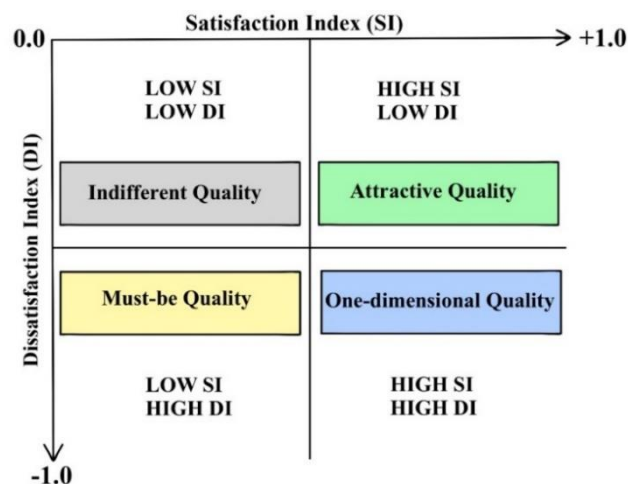 Satisfaction Index (SI)
0.0
+1.0
LOW SI
LOW DI
HIGH SI
LOW DI
Dissatisfaction Index (DI)
Indifferent Quality
Attractive Quality
Must-be Quality
One-dimensional Quality
LOW SI
HIGH DI
HIGH SI
HIGH DI
-1.0